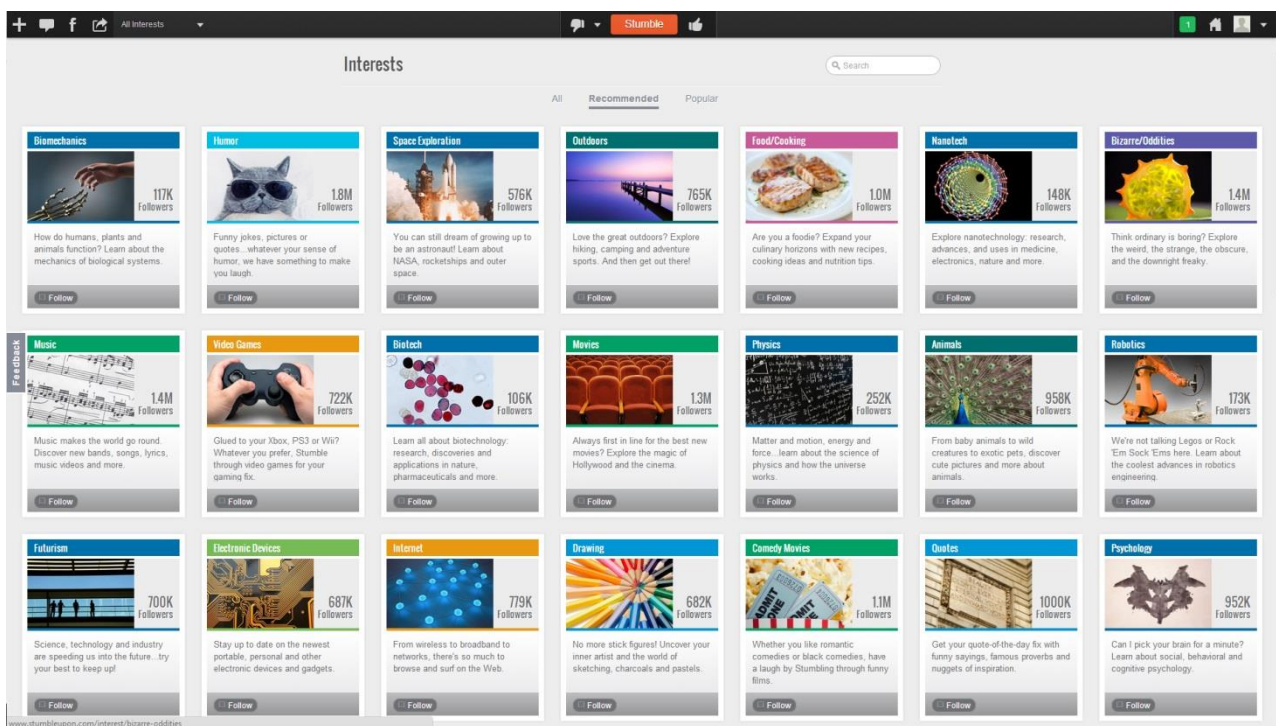 f All Interests Stumble 1
Interests
Search
All Recommended Popular
Biomechanics
117K
Followers
How do humans, plants and
animals function? Learn about the
mechanics of biological systems.
Follow
Humor
1.8M
Followers
Funny jokes, pictures or
quotes...whatever your sense of
humor, we have something to make
you laugh.
Follow
Space Exploration
576K
Followers
You can still dream of growing up to
be an astronaut! Learn about
NASA, rocketships and outer
space.
Follow
Outdoors
765K
Followers
Love the great outdoors? Explore
hiking, camping and adventure
sports. And then get out there!
Follow
Food/Cooking
1.0M
Followers
Are you a foodie? Expand your
culinary horizons with new recipes,
cooking ideas and nutrition tips.
Follow
Nanotech
148K
Followers
Explore nanotechnology: research,
advances, and uses in medicine,
electronics, nature and more.
Follow
Bizarre/Oddities
1.4M
Followers
Think ordinary is boring? Explore
the weird, the strange, the obscure,
and the downright freaky.
Follow
Feedback
Music
1.4M
Followers
Music makes the world go round.
Discover new bands, songs, lyrics,
music videos and more.
Follow
Video Games
722K
Followers
Glued to your Xbox, PS3 or Wii?
Whatever you prefer, Stumble
through video games for your
gaming fix.
Follow
Biotech
106K
Followers
Learn all about biotechnology:
research, discoveries and
applications in nature,
pharmaceuticals and more.
Follow
Movies
1.3M
Followers
Always first in line for the best new
movies? Explore the magic of
Hollywood and the cinema.
Follow
Physics
252K
Followers
Matter and motion, energy and
force...learn about the science of
physics and how the universe
works.
Follow
Animals
958K
Followers
From baby animals to wild
creatures to exotic pets, discover
cute pictures and more about
animals.
Follow
Robotics
173K
Followers
We're not talking Legos or Rock
'Em Sock 'Ems here. Learn about
the coolest advances in robotics
engineering.
Follow
Futurism
700K
Followers
Science, technology and industry
are speeding us into the future...try
your best to keep up!
Follow
Electronic Devices
687K
Followers
Stay up to date on the newest
portable, personal and other
electronic devices and gadgets.
Follow
Internet
779K
Followers
From wireless to broadband to
networks, there's so much to
browse and surf on the Web.
Follow
Drawing
682K
Followers
No more stick figures! Uncover your
inner artist and the world of
sketching, charcoals and pastels.
Follow
Comedy Movies
ADMIT
ONE
ADMIT
ONE
1.1M
Followers
Whether you like romantic
comedies or black comedies, have
a laugh by Stumbling through funny
films.
Follow
Quotes
1000K
Followers
Get your quote-of-the-day fix with
funny sayings, famous proverbs and
nuggets of inspiration.
Follow
Psychology
952K
Followers
Can I pick your brain for a minute?
Learn about social, behavioral and
cognitive psychology.
Follow
www.stumbleupon.com/interest/bizarre-oddities